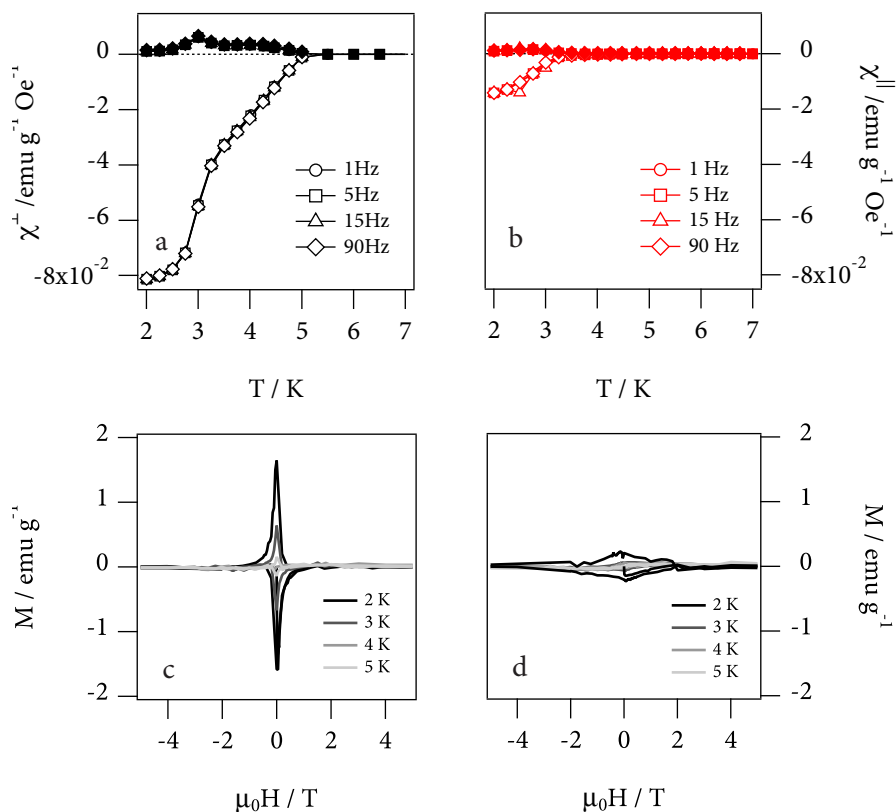 χ⊥ /emu g⁻¹ Oe⁻¹
0
-2
-4
-6
-8x10⁻²
1Hz
5Hz
15Hz
90Hz
a
2 3 4 5 6 7
T / K
0
-2
-4
-6
-8x10⁻²
χ|| /emu g⁻¹ Oe⁻¹
1 Hz
5 Hz
15 Hz
90 Hz
b
2 3 4 5 6 7
T / K
M / emu g⁻¹
2
1
0
-1
-2
2 K
3 K
4 K
5 K
c
-4 -2 0 2 4
μ₀H / T
2
1
0
-1
-2
M / emu g⁻¹
2 K
3 K
4 K
5 K
d
-4 -2 0 2 4
μ₀H / T